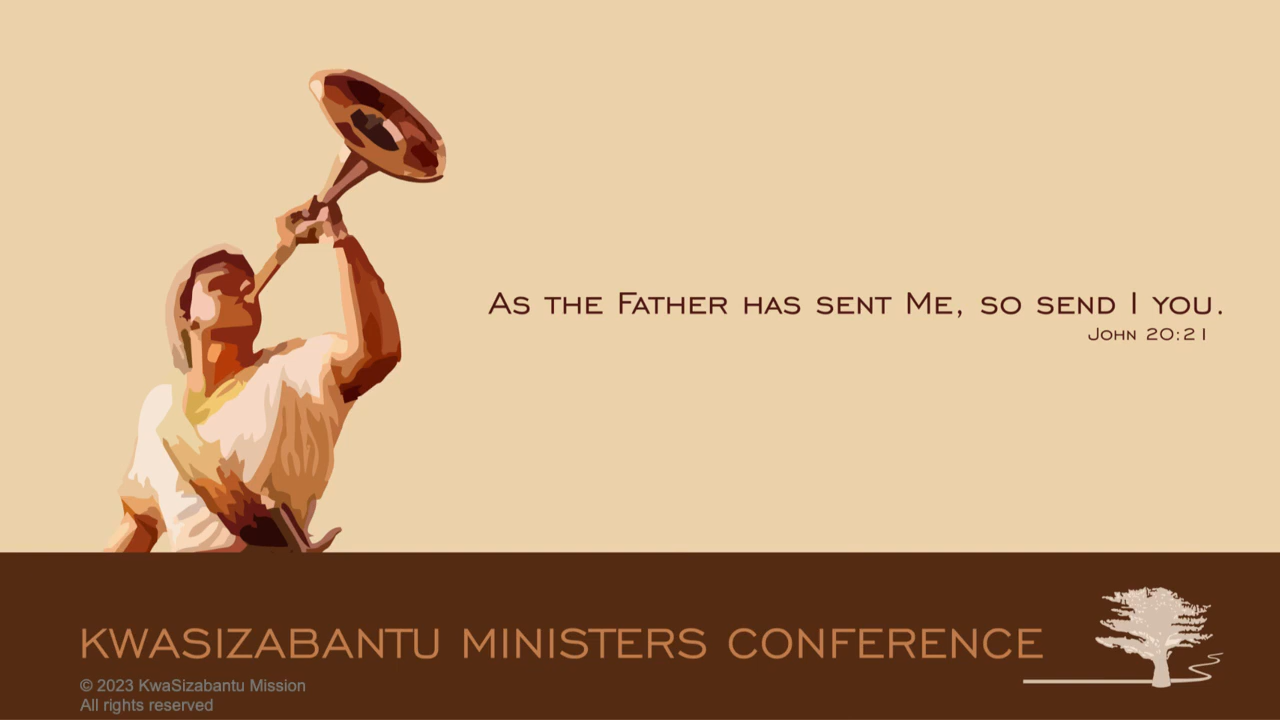 As the Father has sent Me, so send I you.
John 20:21
KWASIZABANTU MINISTERS CONFERENCE
© 2023 KwaSizabantu Mission
All rights reserved